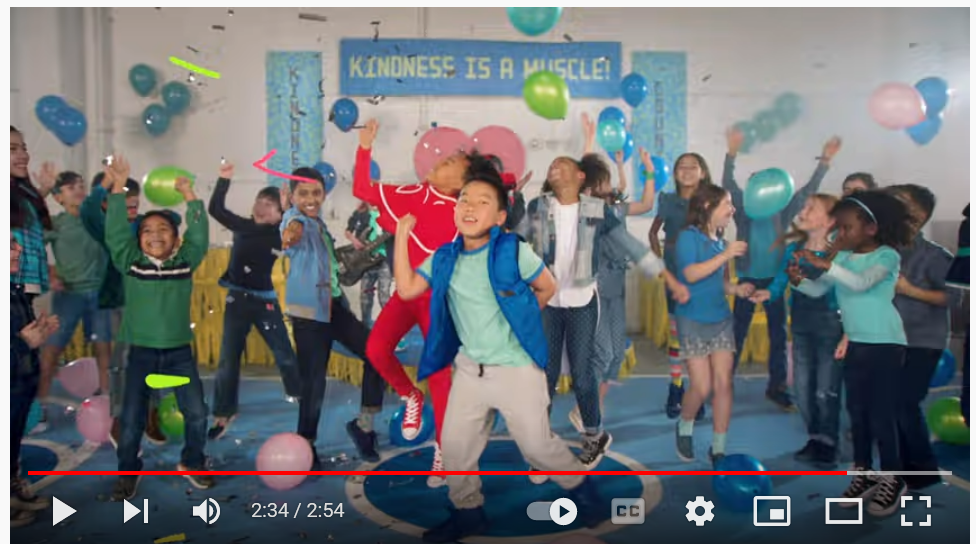 KINDNESS IS A MUSCLE!
2:34 / 2:54
CC